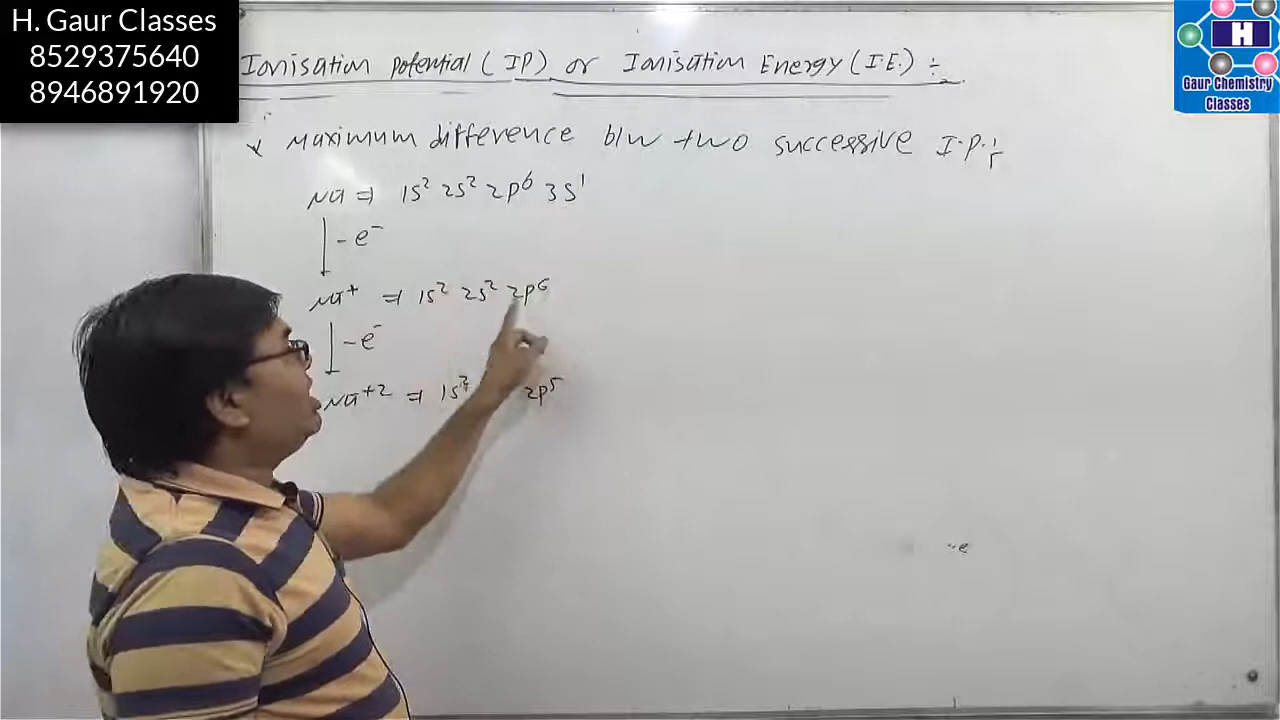 H. Gaur Classes
8529375640
8946891920
H
Gaur Chemistry
Classes
Ionisation potential (IP) or Ionisation Energy (I.E.) ÷
Maximum difference b/w two successive I.P. ÷
Na ⇒ 1s² 2s² 2p⁶ 3s¹
- e⁻
Na⁺ ⇒ 1s² 2s² 2p⁶
- e⁻
Na⁺² ⇒ 1s² 2p⁵